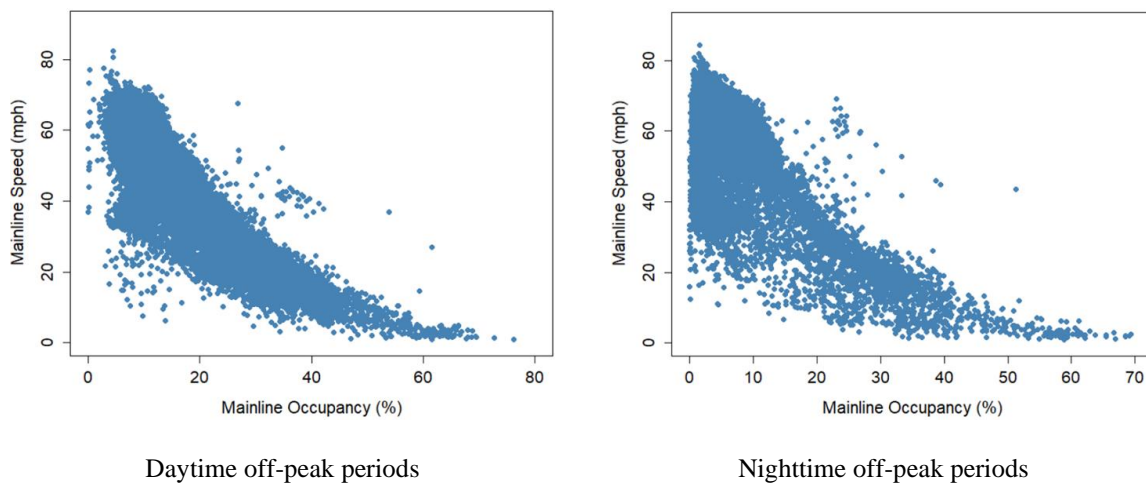 Mainline Speed (mph)
80
60
40
20
0
0 20 40 60 80
Mainline Occupancy (%)
Daytime off-peak periods
Mainline Speed (mph)
80
60
40
20
0
0 10 20 30 40 50 60 70
Mainline Occupancy (%)
Nighttime off-peak periods